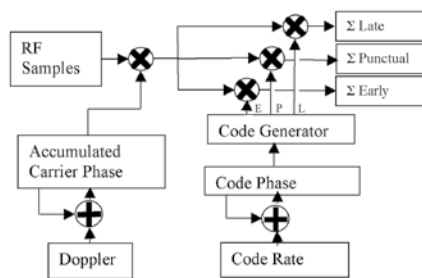 RF
Samples
Σ Late
Σ Punctual
Σ Early
E P L
Code Generator
Accumulated
Carrier Phase
Code Phase
Doppler
Code Rate